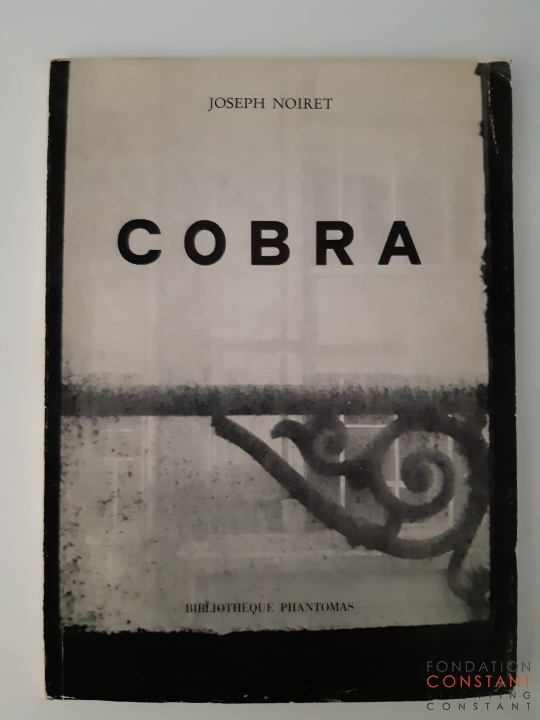 JOSEPH NOIRET
COBRA
BIBLIOTHÈQUE PHANTOMAS
FONDATION
CONSTANT
STICHTING
CONSTANT